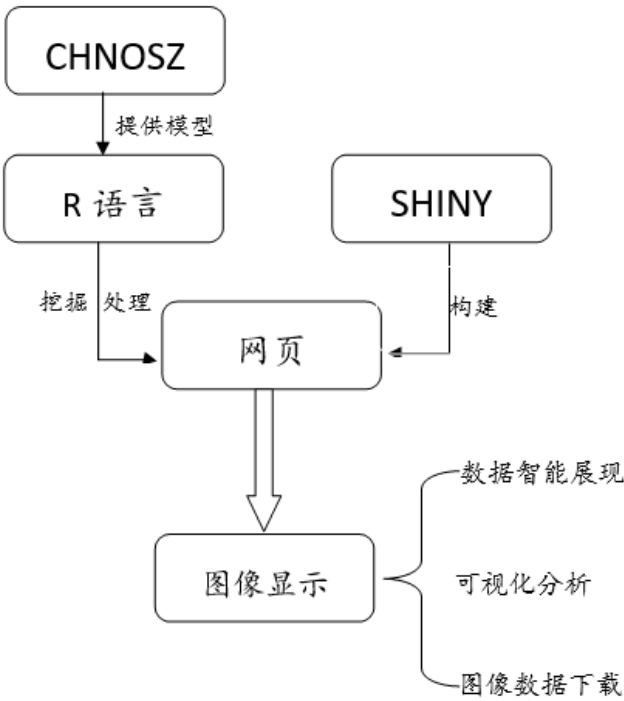 CHNOSZ
提供模型
R 语言
SHINY
挖掘 处理
构建
网页
数据智能展现
图像显示
可视化分析
图像数据下载